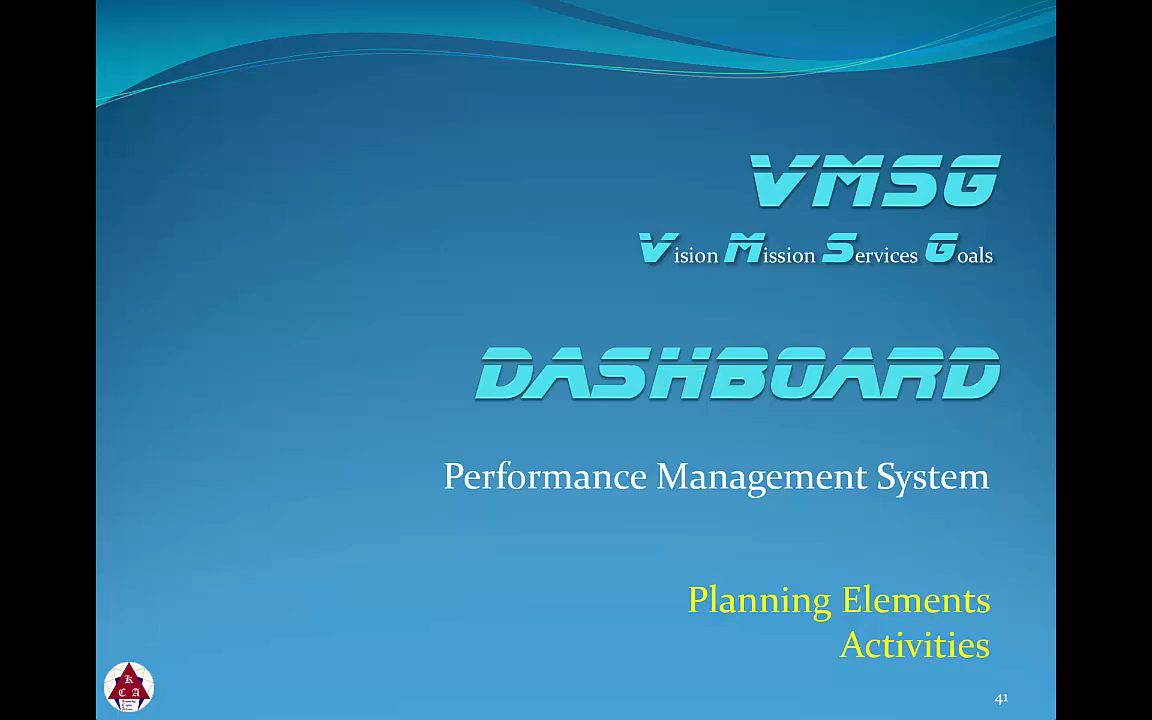 VMSG
Vision Mission Services Goals
DASHBOARD
Performance Management System
Planning Elements
Activities
K
C A
41